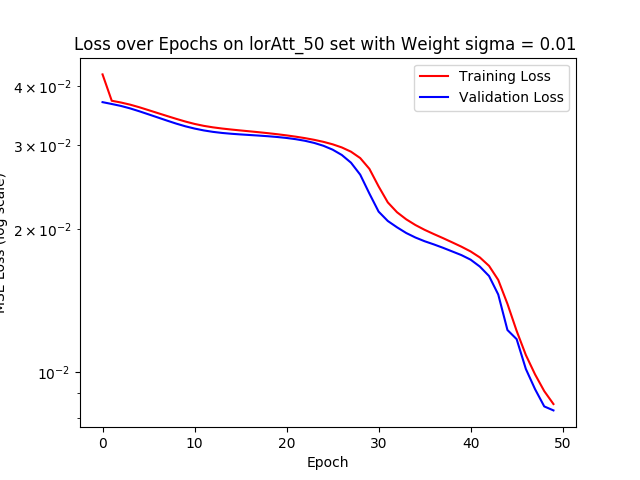 Loss over Epochs on lorAtt_50 set with Weight sigma = 0.01
Training Loss
Validation Loss
4 × 10⁻²
3 × 10⁻²
2 × 10⁻²
10⁻²
MSE Loss (log scale)
0 10 20 30 40 50
Epoch